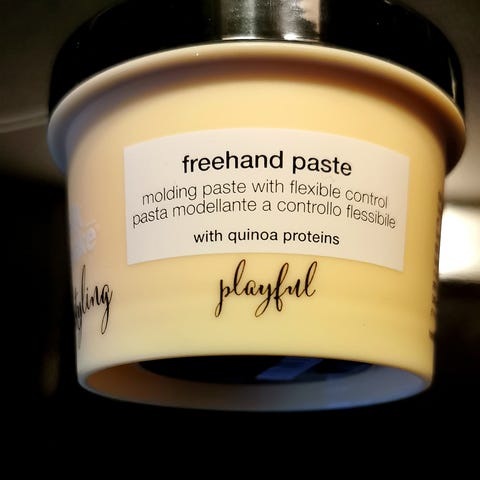 freehand paste
molding paste with flexible control
pasta modellante a controllo flessibile
with quinoa proteins
playful